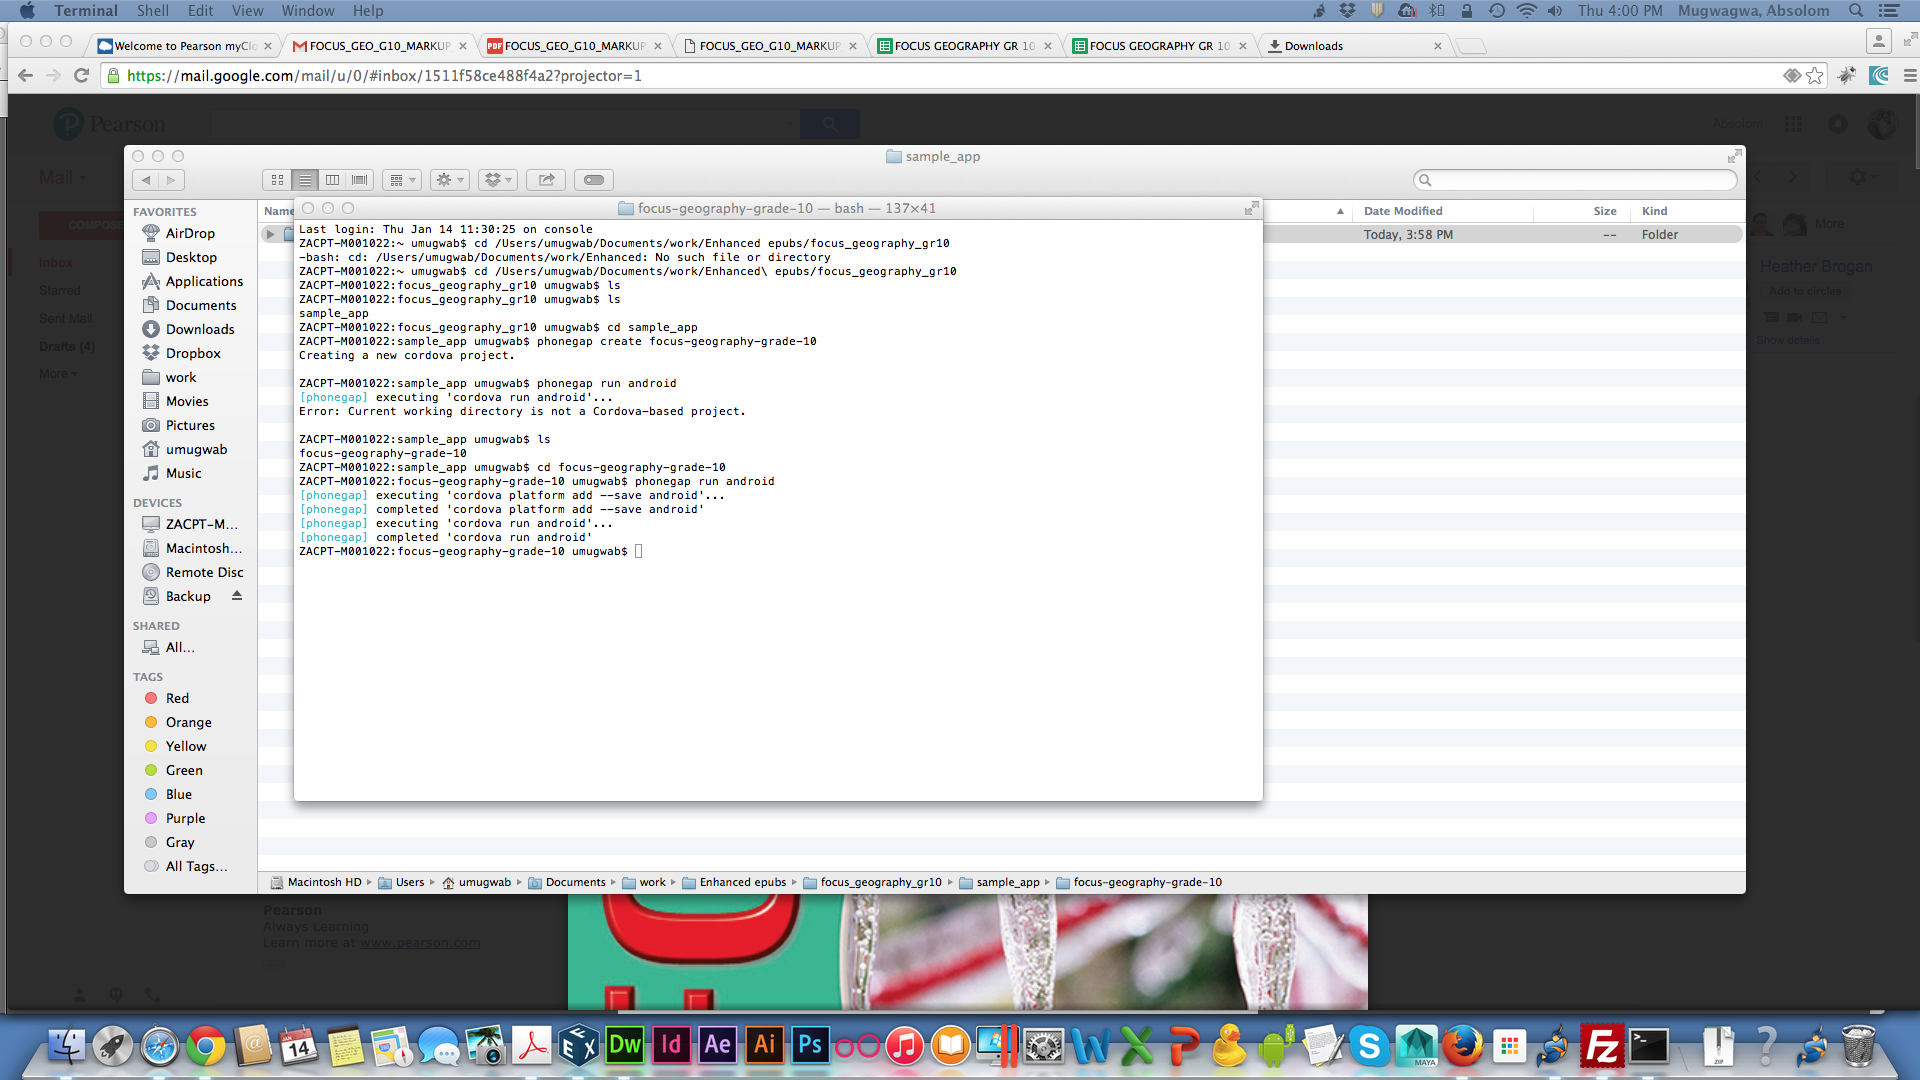 Terminal Shell Edit View Window Help
Thu 4:00 PM Mugwagwa, Absolom
Welcome to Pearson myClo
FOCUS_GEO_G10_MARKUP
FOCUS_GEO_G10_MARKUP
FOCUS_GEO_G10_MARKUP
FOCUS GEOGRAPHY GR 10
FOCUS GEOGRAPHY GR 10
Downloads
https://mail.google.com/mail/u/0/#inbox/1511f58ce488f4a2?projector=1
Pearson
Absolom
Mail
COMPOSE
Inbox
Starred
Sent Mail
Drafts (4)
More
More
Heather Brogan
Add to circles
Show details
sample_app
Name
Date Modified
Size
Kind
Today, 3:58 PM
--
Folder
FAVORITES
AirDrop
Desktop
Applications
Documents
Downloads
Dropbox
work
Movies
Pictures
umugwab
Music
DEVICES
ZACPT-M...
Macintosh...
Remote Disc
Backup
SHARED
All...
TAGS
Red
Orange
Yellow
Green
Blue
Purple
Gray
All Tags...
focus-geography-grade-10 — bash — 137×41
Last login: Thu Jan 14 11:30:25 on console
ZACPT-M001022:~ umugwab$ cd /Users/umugwab/Documents/work/Enhanced epubs/focus_geography_gr10
-bash: cd: /Users/umugwab/Documents/work/Enhanced: No such file or directory
ZACPT-M001022:~ umugwab$ cd /Users/umugwab/Documents/work/Enhanced\ epubs/focus_geography_gr10
ZACPT-M001022:focus_geography_gr10 umugwab$ ls
ZACPT-M001022:focus_geography_gr10 umugwab$ ls
sample_app
ZACPT-M001022:focus_geography_gr10 umugwab$ cd sample_app
ZACPT-M001022:sample_app umugwab$ phonegap create focus-geography-grade-10
Creating a new cordova project.
ZACPT-M001022:sample_app umugwab$ phonegap run android
[phonegap] executing 'cordova run android'...
Error: Current working directory is not a Cordova-based project.
ZACPT-M001022:sample_app umugwab$ ls
focus-geography-grade-10
ZACPT-M001022:sample_app umugwab$ cd focus-geography-grade-10
ZACPT-M001022:focus-geography-grade-10 umugwab$ phonegap run android
[phonegap] executing 'cordova platform add --save android'...
[phonegap] completed 'cordova platform add --save android'
[phonegap] executing 'cordova run android'...
[phonegap] completed 'cordova run android'
ZACPT-M001022:focus-geography-grade-10 umugwab$
Macintosh HD Users umugwab Documents work Enhanced epubs focus_geography_gr10 sample_app focus-geography-grade-10
Pearson
Always Learning
Learn more at www.pearson.com
JAN 14
Dw Id Ae Ai Ps
MAYA
Fz
ZIP